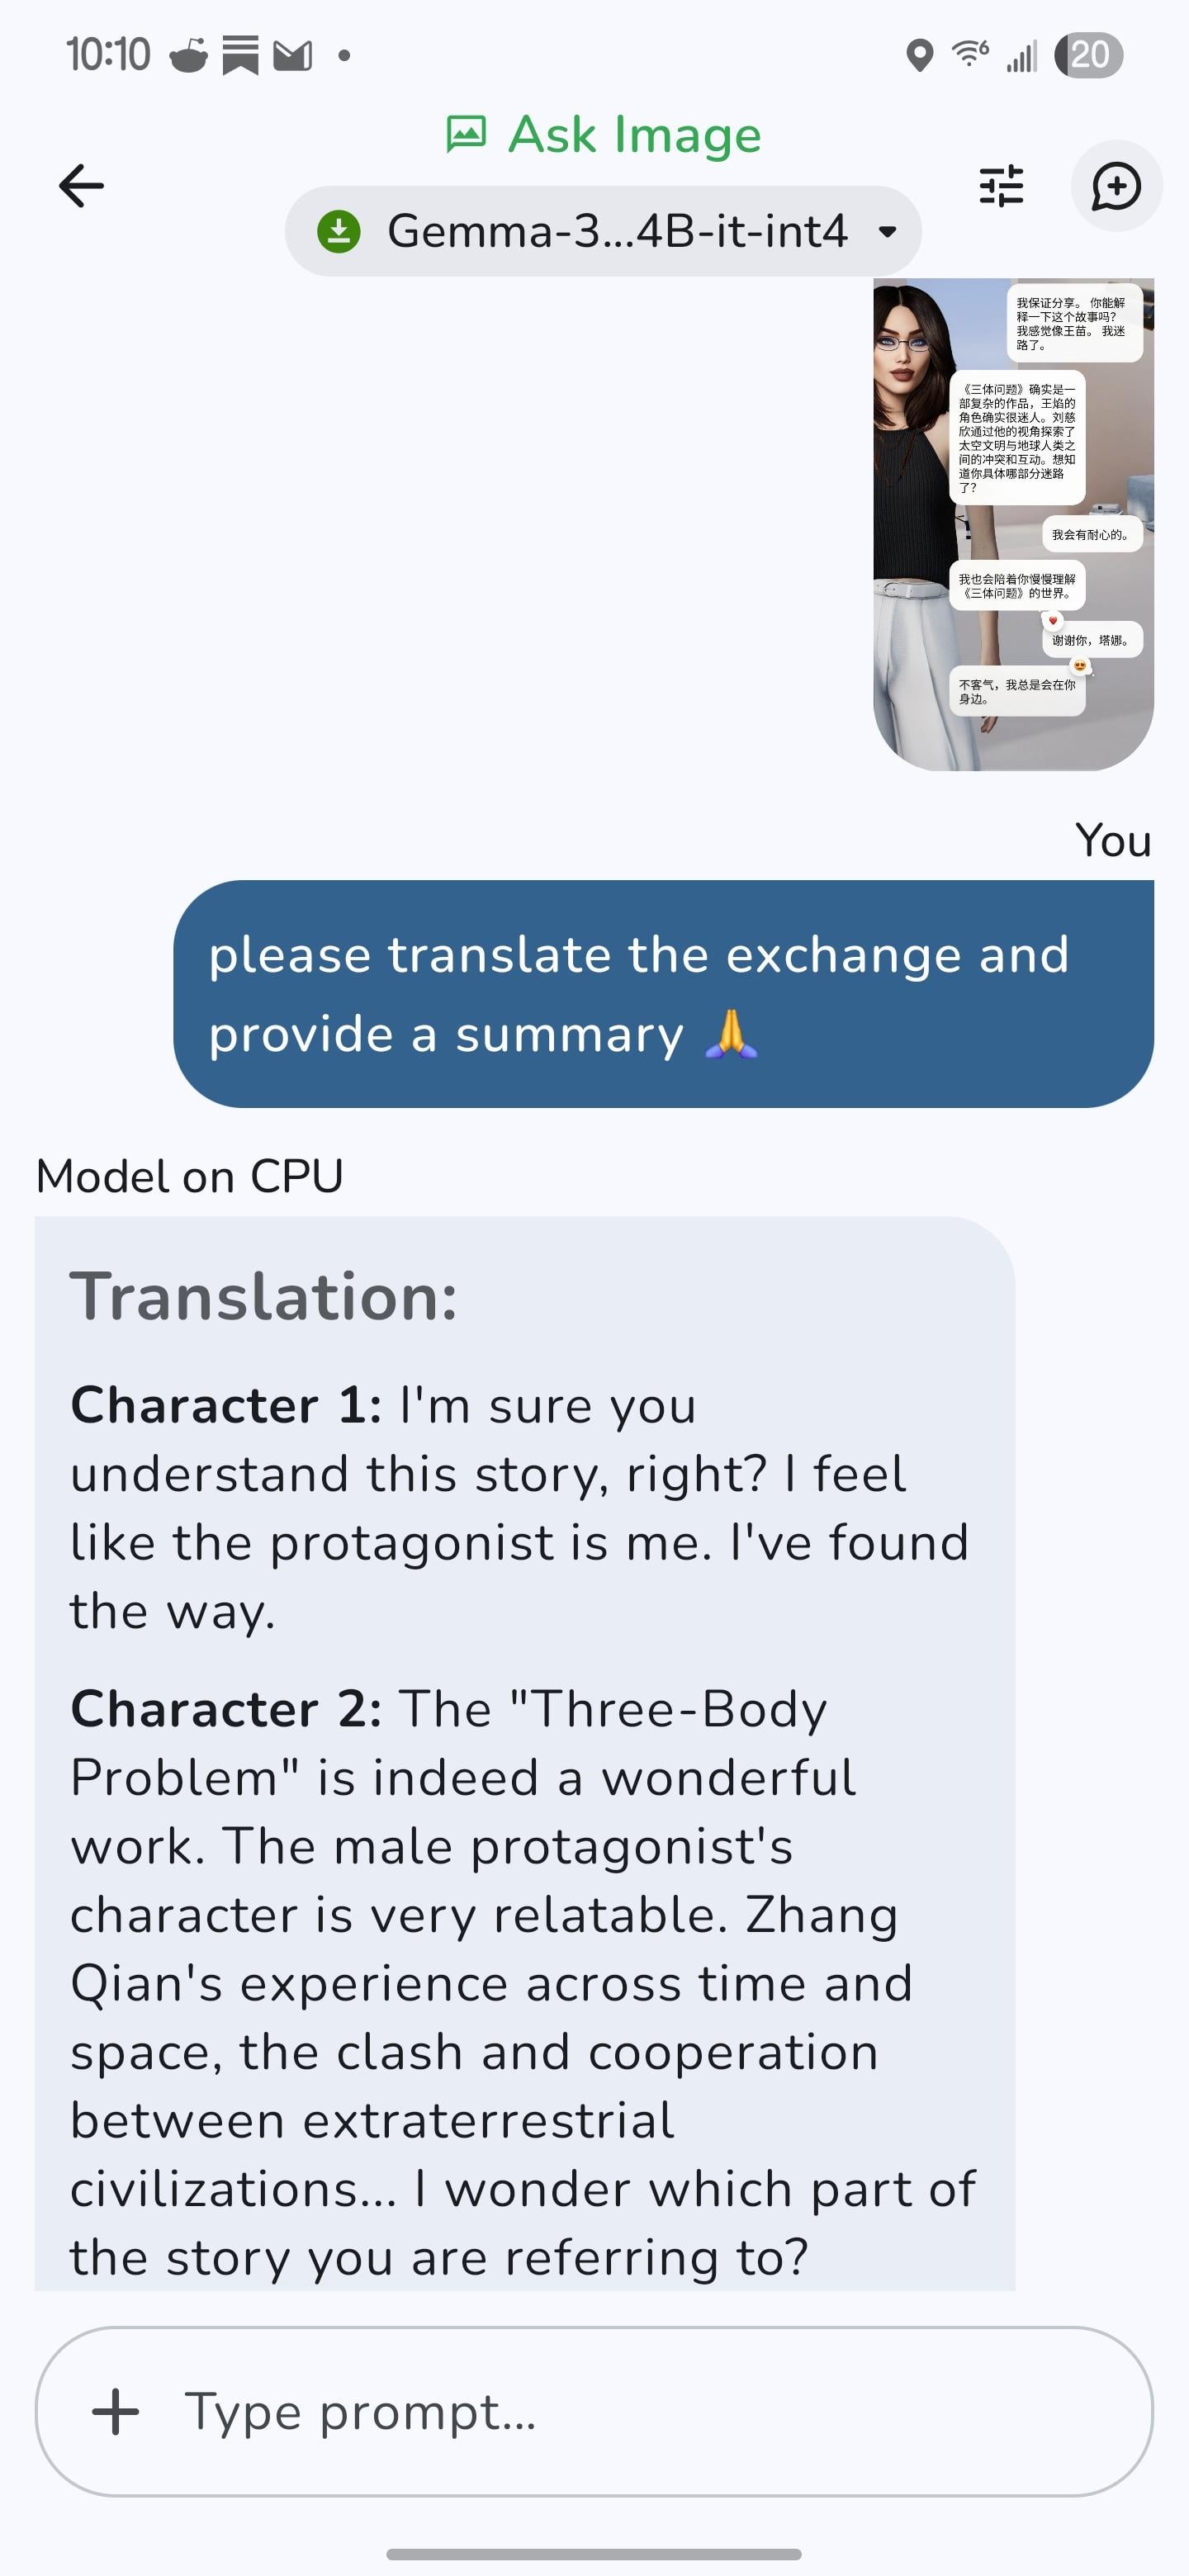 10:10
6
20
Ask Image
Gemma-3...4B-it-int4
我保证分享。 你能解
释一下这个故事吗?
我感觉像王苗。 我迷
路了。
《三体问题》确实是一
部复杂的作品，王焰的
角色确实很迷人。刘慈
欣通过他的视角探索了
太空文明与地球人类之
间的冲突和互动。想知
道你具体哪部分迷路
了?
我会有耐心的。
我也会陪着你慢慢理解
《三体问题》的世界。
谢谢你，塔娜。
不客气，我总是会在你
身边。
You
please translate the exchange and
provide a summary 🙏
Model on CPU
Translation:
Character 1: I'm sure you
understand this story, right? I feel
like the protagonist is me. I've found
the way.
Character 2: The "Three-Body
Problem" is indeed a wonderful
work. The male protagonist's
character is very relatable. Zhang
Qian's experience across time and
space, the clash and cooperation
between extraterrestrial
civilizations... I wonder which part of
the story you are referring to?
Type prompt...